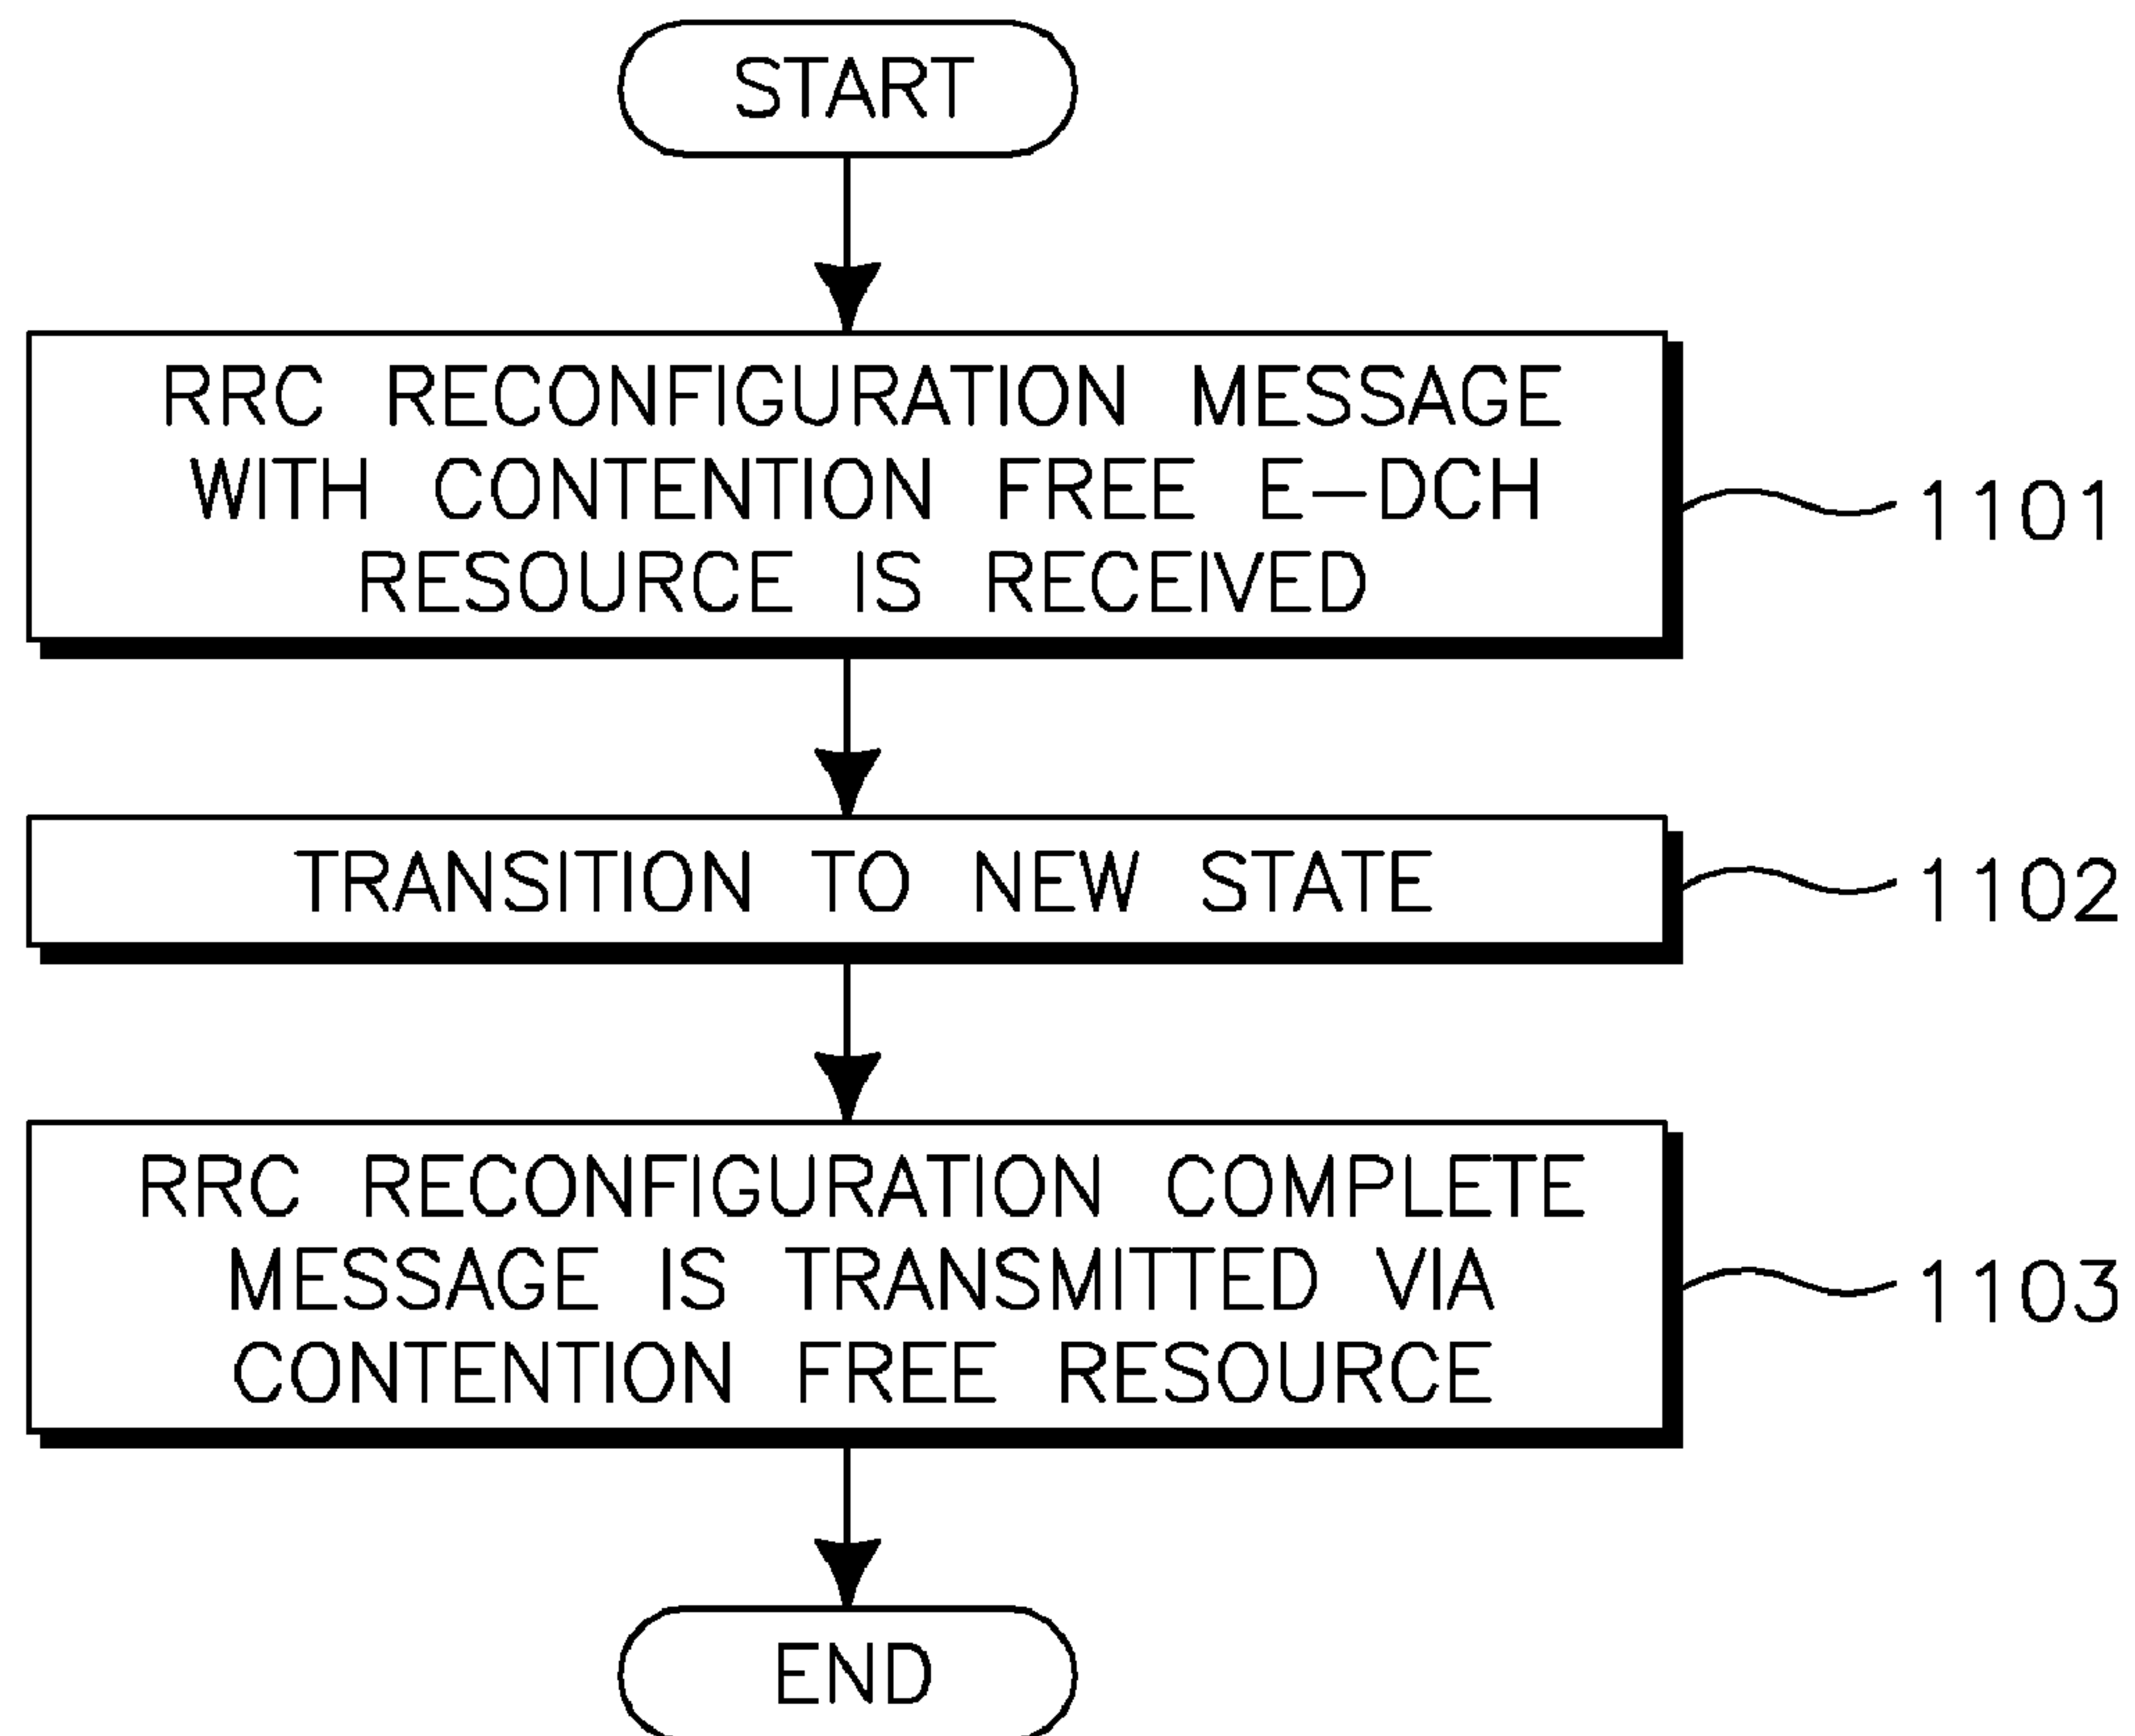 START
RRC RECONFIGURATION MESSAGE
WITH CONTENTION FREE E-DCH
RESOURCE IS RECEIVED
1101
TRANSITION TO NEW STATE
1102
RRC RECONFIGURATION COMPLETE
MESSAGE IS TRANSMITTED VIA
CONTENTION FREE RESOURCE
1103
END